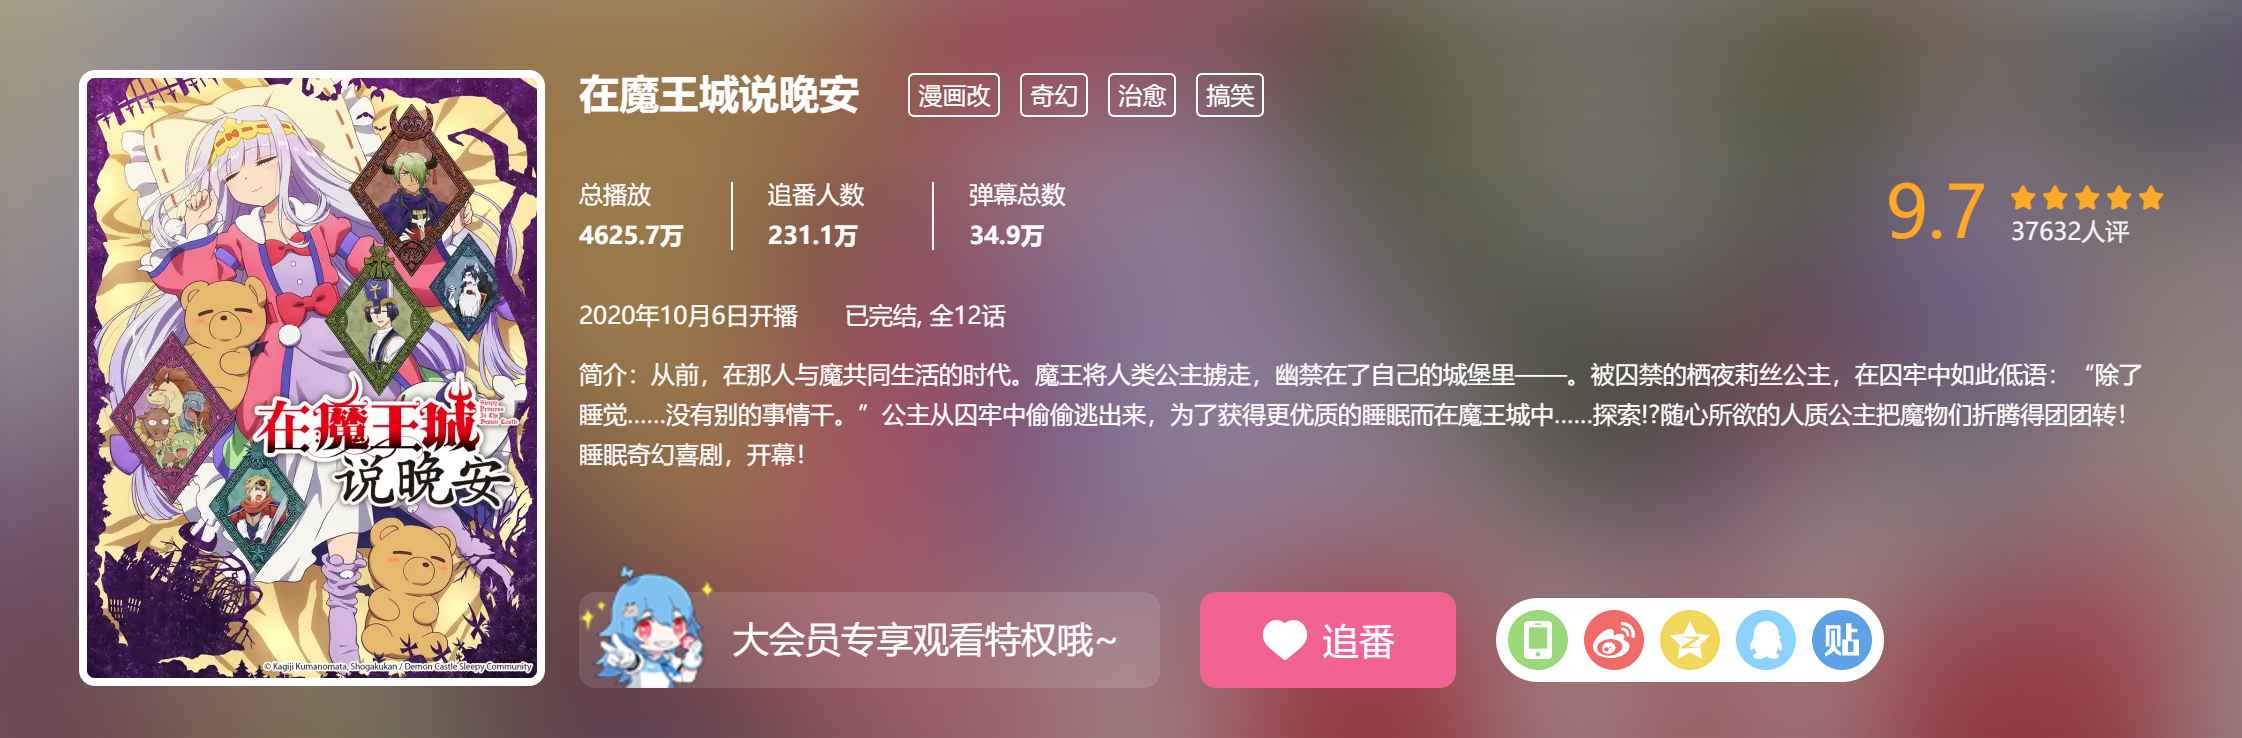 在魔王城说晚安 漫画改 奇幻 治愈 搞笑
总播放 追番人数 弹幕总数
4625.7万 231.1万 34.9万
9.7
37632人评
2020年10月6日开播 已完结, 全12话
简介：从前，在那人与魔共同生活的时代。魔王将人类公主掳走，幽禁在了自己的城堡里——。被囚禁的栖夜莉丝公主，在囚牢中如此低语：“除了
睡觉……没有别的事情干。”公主从囚牢中偷偷逃出来，为了获得更优质的睡眠而在魔王城中……探索!?随心所欲的人质公主把魔物们折腾得团团转！
睡眠奇幻喜剧，开幕！
大会员专享观看特权哦~
追番
贴
在魔王城
Sleepy
Princess
In The
Demon Castle
说晚安
© Kagiji Kumanomata, Shogakukan / Demon Castle Sleepy Community